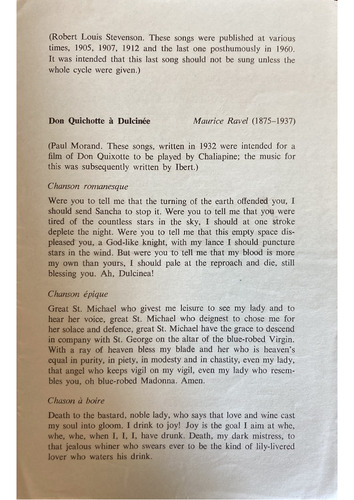 (Robert Louis Stevenson. These songs were published at various
times, 1905, 1907, 1912 and the last one posthumously in 1960.
It was intended that this last song should not be sung unless the
whole cycle were given.)
Don Quichotte à Dulcinée Maurice Ravel (1875–1937)
(Paul Morand. These songs, written in 1932 were intended for a
film of Don Quixotte to be played by Chaliapine; the music for
this was subsequently written by Ibert.)
Chanson romanesque
Were you to tell me that the turning of the earth offended you, I
should send Sancha to stop it. Were you to tell me that you were
tired of the countless stars in the sky, I should at one stroke
deplete the night. Were you to tell me that this empty space dis-
pleased you, a God-like knight, with my lance I should puncture
stars in the wind. But were you to tell me that my blood is more
my own than yours, I should pale at the reproach and die, still
blessing you. Ah, Dulcinea!
Chanson épique
Great St. Michael who givest me leisure to see my lady and to
hear her voice, great St. Michael who deignest to chose me for
her solace and defence, great St. Michael have the grace to descend
in company with St. George on the altar of the blue-robed Virgin.
With a ray of heaven bless my blade and her who is heaven's
equal in purity, in piety, in modesty and in chastity, even my lady,
that angel who keeps vigil on my vigil, even my lady who resem-
bles you, oh blue-robed Madonna. Amen.
Chason à boire
Death to the bastard, noble lady, who says that love and wine cast
my soul into gloom. I drink to joy! Joy is the goal I aim at whe,
whe, whe, when I, I, I, have drunk. Death, my dark mistress, to
that jealous whiner who swears ever to be the kind of lily-livered
lover who waters his drink.